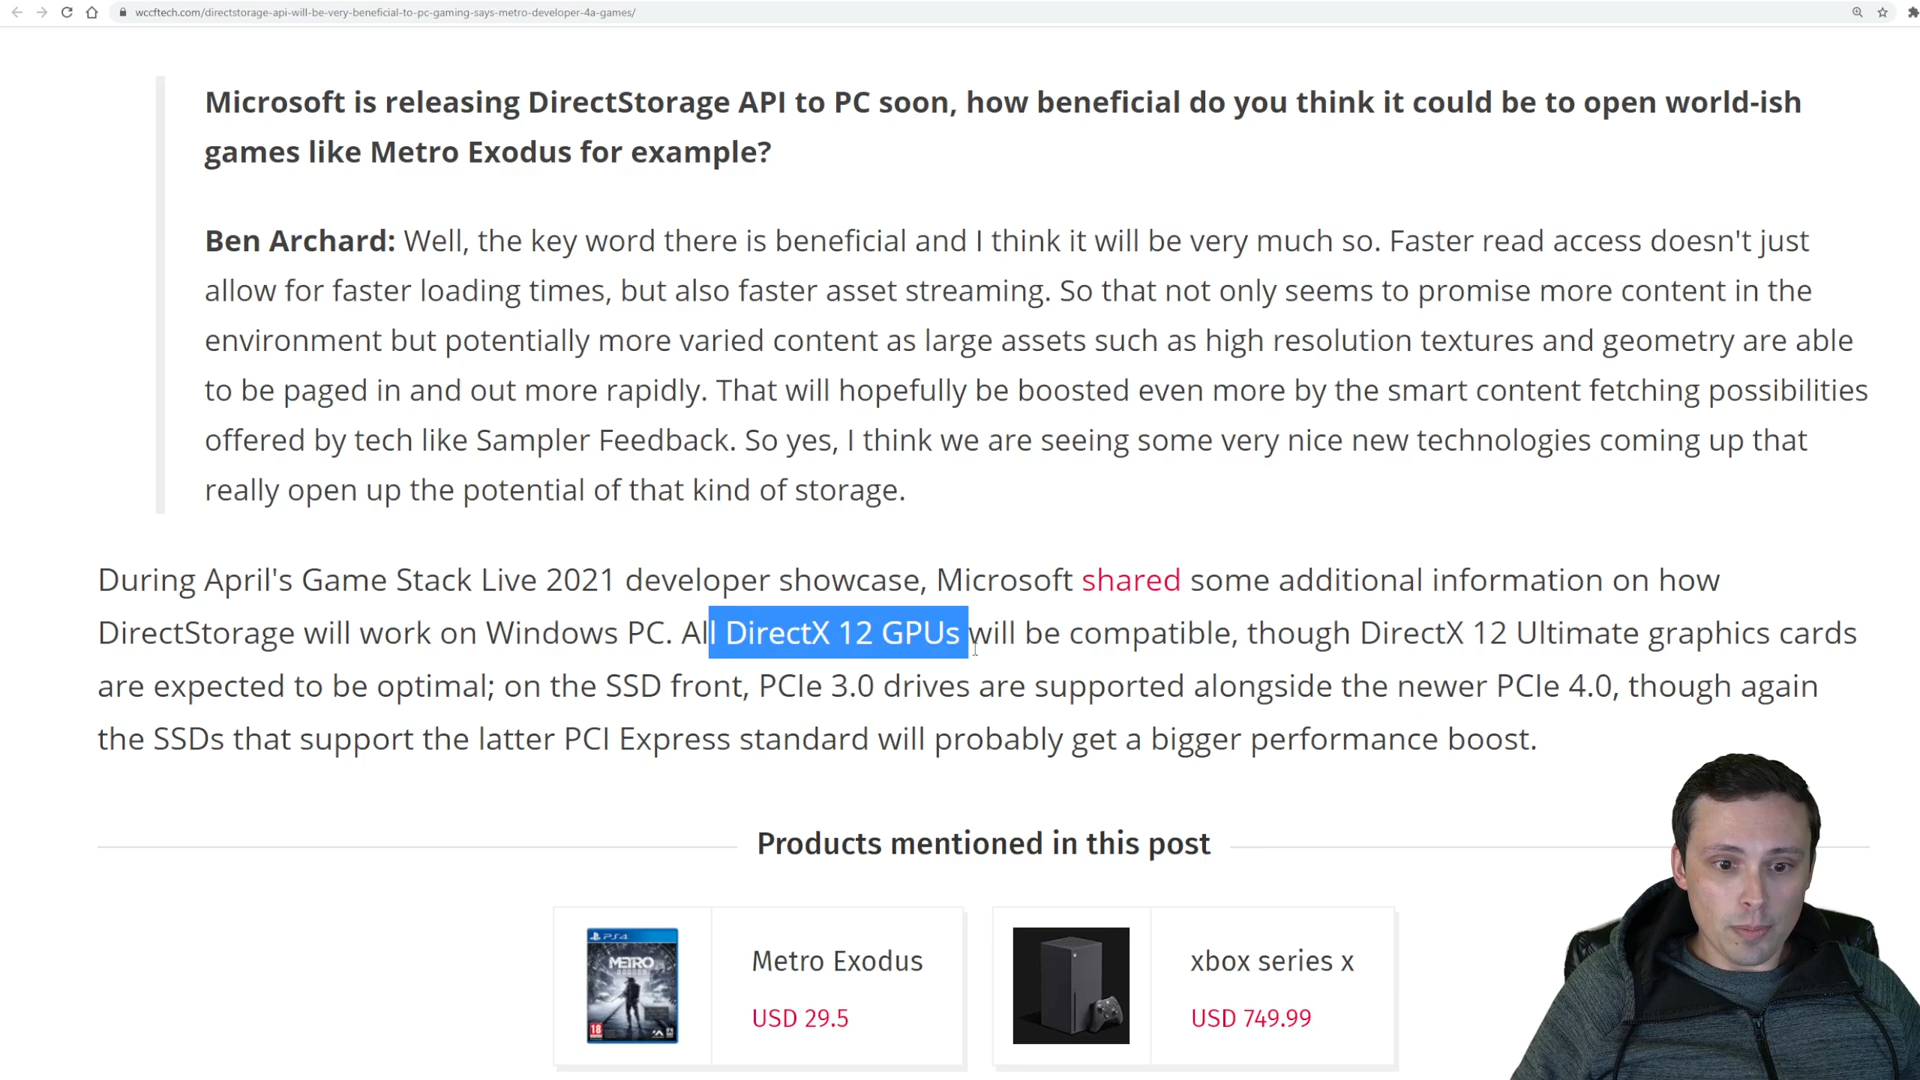 wccftech.com/directstorage-api-will-be-very-beneficial-to-pc-gaming-says-metro-developer-4a-games/
Microsoft is releasing DirectStorage API to PC soon, how beneficial do you think it could be to open world-ish
games like Metro Exodus for example?
Ben Archard: Well, the key word there is beneficial and I think it will be very much so. Faster read access doesn't just
allow for faster loading times, but also faster asset streaming. So that not only seems to promise more content in the
environment but potentially more varied content as large assets such as high resolution textures and geometry are able
to be paged in and out more rapidly. That will hopefully be boosted even more by the smart content fetching possibilities
offered by tech like Sampler Feedback. So yes, I think we are seeing some very nice new technologies coming up that
really open up the potential of that kind of storage.
During April's Game Stack Live 2021 developer showcase, Microsoft shared some additional information on how
DirectStorage will work on Windows PC. All DirectX 12 GPUs will be compatible, though DirectX 12 Ultimate graphics cards
are expected to be optimal; on the SSD front, PCIe 3.0 drives are supported alongside the newer PCIe 4.0, though again
the SSDs that support the latter PCI Express standard will probably get a bigger performance boost.
Products mentioned in this post
PS4
METRO
18
Metro Exodus
USD 29.5
xbox series x
USD 749.99